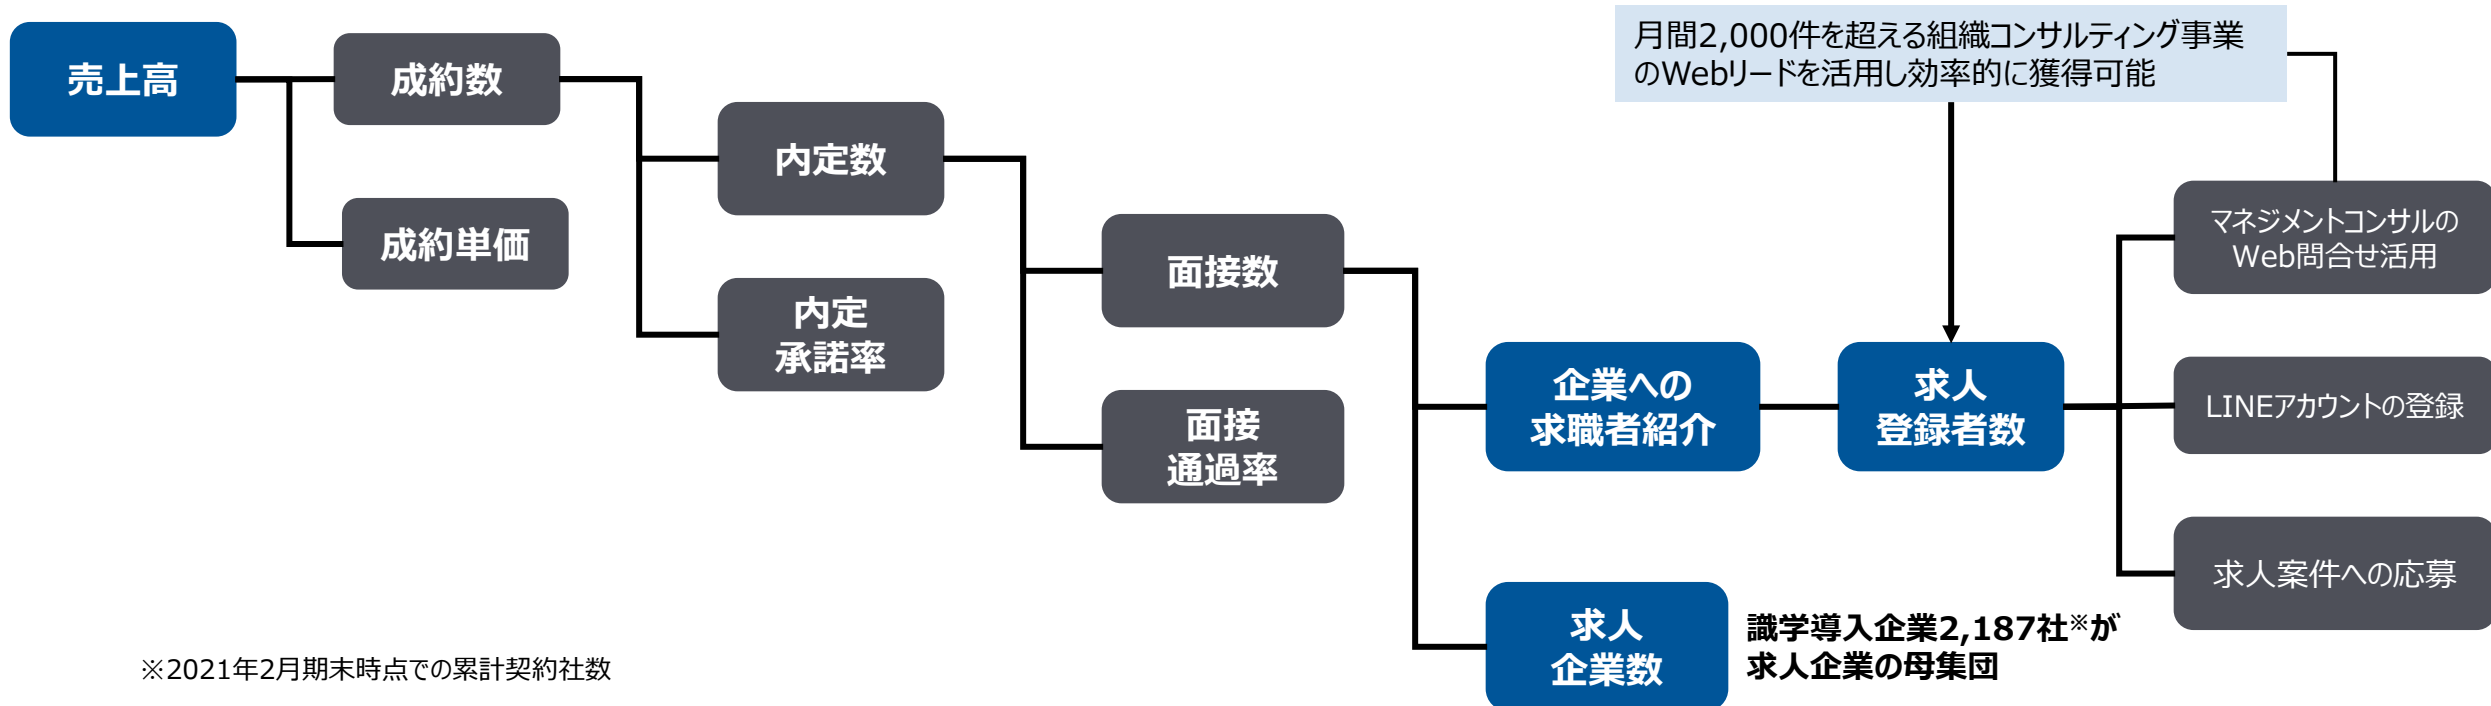 月間2,000件を超える組織コンサルティング事業
のWebリードを活用し効率的に獲得可能
売上高
成約数
内定数
成約単価
マネジメントコンサルの
Web問合せ活用
面接数
内定
承諾率
企業への
求職者紹介
求人
登録者数
LINEアカウントの登録
面接
通過率
求人案件への応募
求人
企業数
識学導入企業2,187社※が
求人企業の母集団
※2021年2月期末時点での累計契約社数